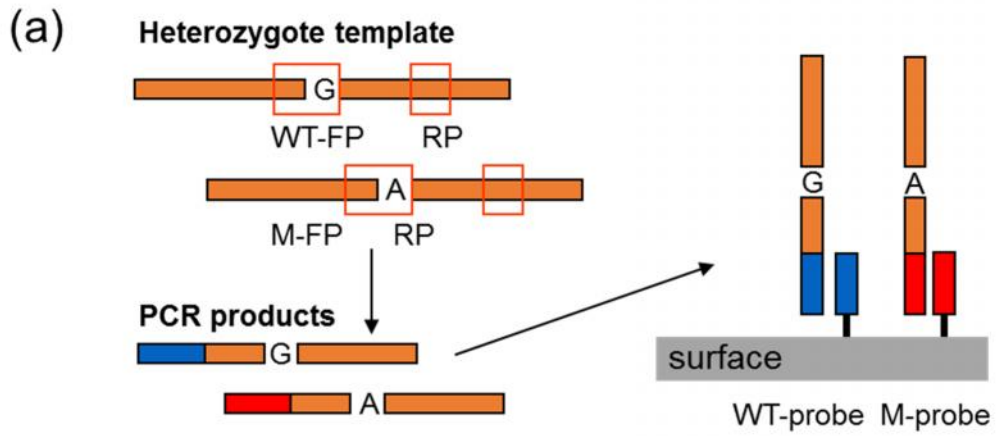 (a)
Heterozygote template
G
WT-FP RP
A
M-FP RP
PCR products
G
A
G A
surface
WT-probe M-probe